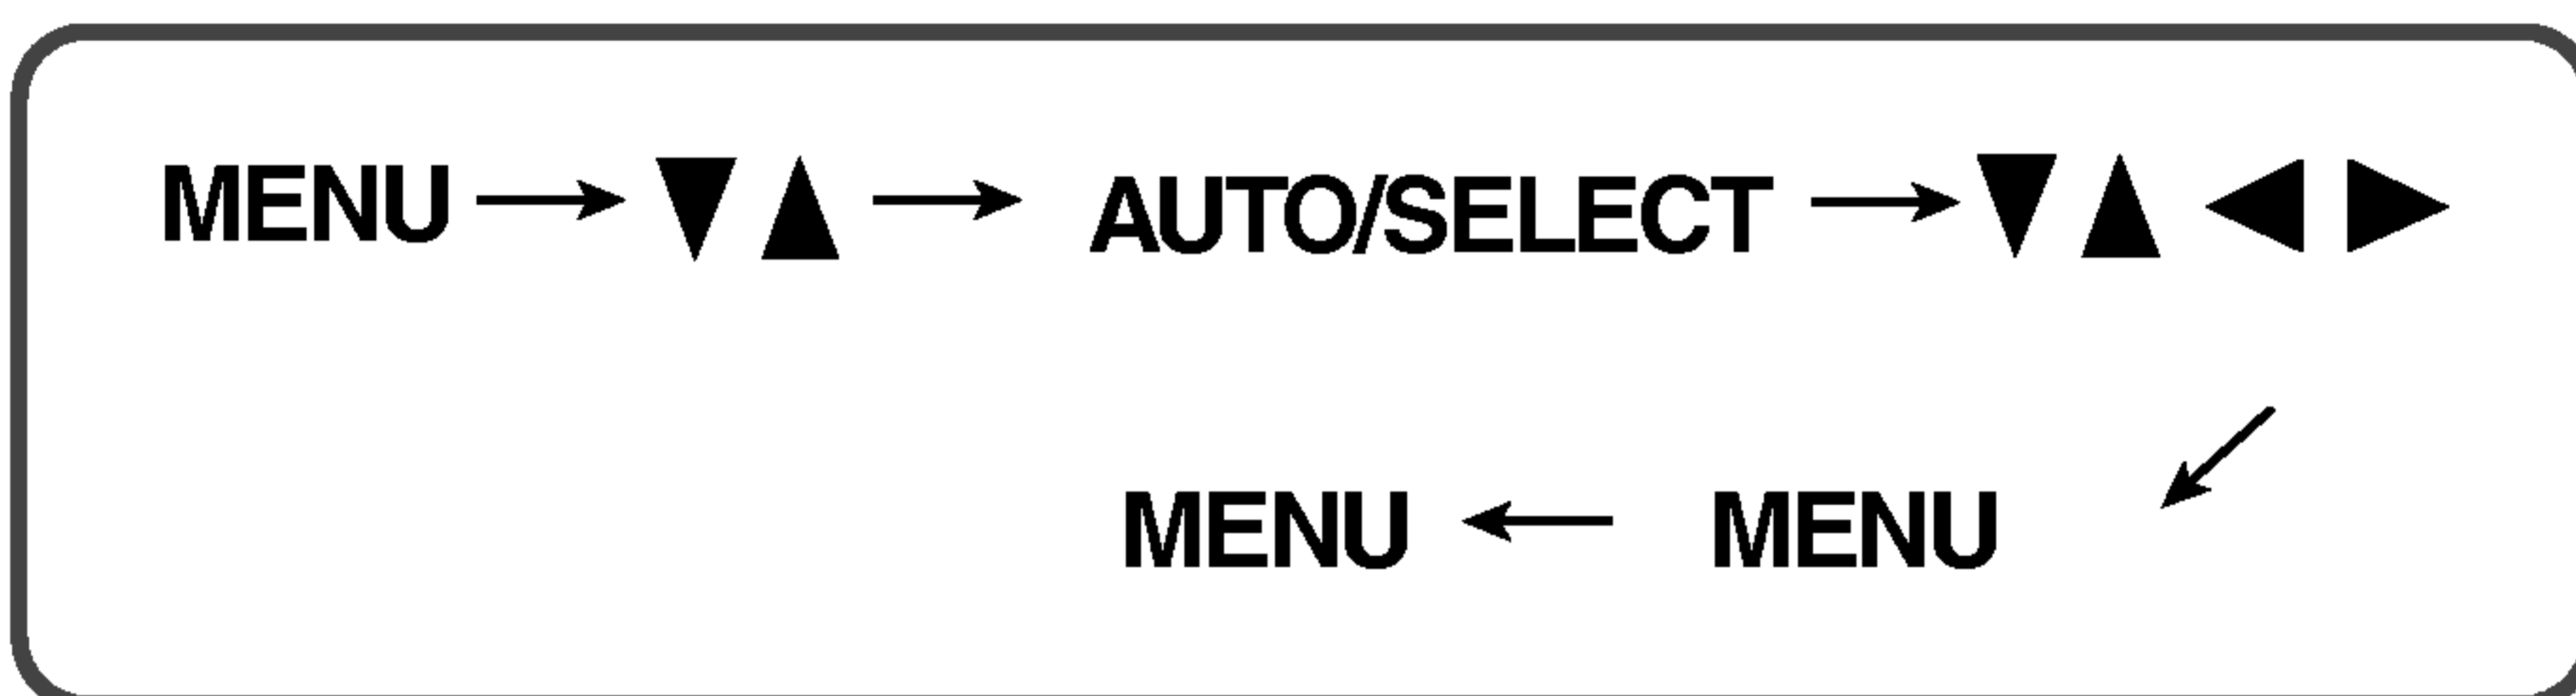 MENU → ▼▲ → AUTO/SELECT → ▼▲◀▶
MENU ← MENU